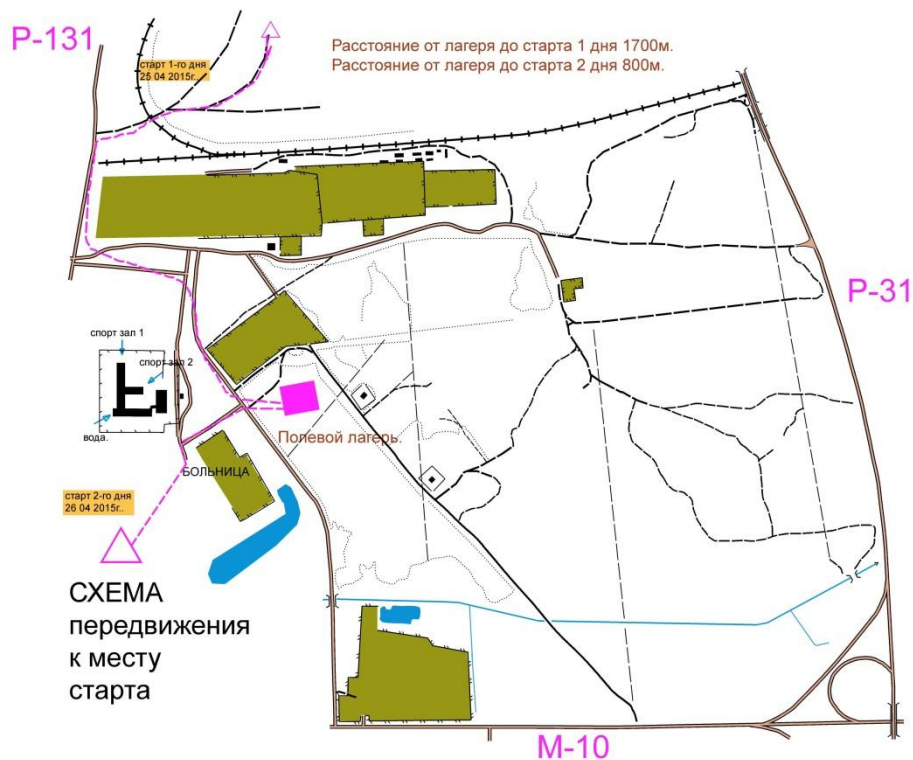 Р-131
Расстояние от лагеря до старта 1 дня 1700м.
Расстояние от лагеря до старта 2 дня 800м.
старт 1-го дня
25 04 2015г..
Р-31
спорт зал 1
спорт зал 2
вода.
Полевой лагерь.
БОЛЬНИЦА
старт 2-го дня
26 04 2015г..
СХЕМА
передвижения
к месту
старта
М-10